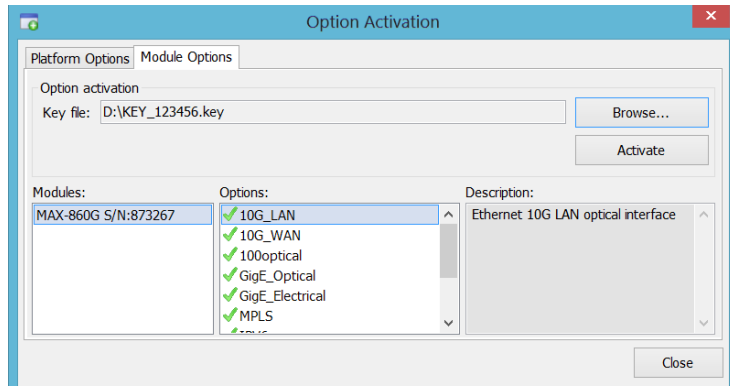 Option Activation
Platform Options Module Options
Option activation
Key file: D:\KEY_123456.key
Browse...
Activate
Modules: Options: Description:
MAX-860G S/N:873267 10G_LAN Ethernet 10G LAN optical interface
10G_WAN
100optical
GigE_Optical
GigE_Electrical
MPLS
Close